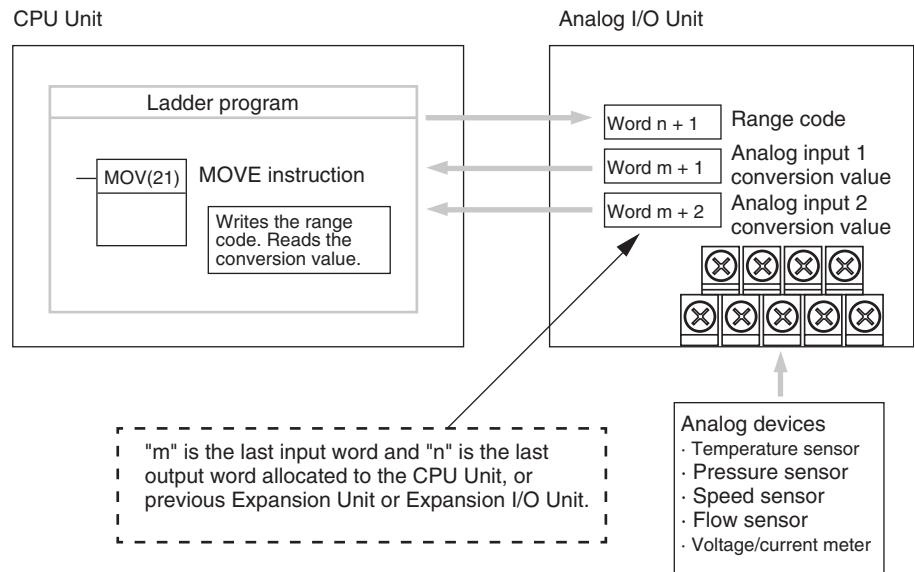 CPU Unit
Analog I/O Unit
Ladder program
MOV(21)
MOVE instruction
Writes the range
code. Reads the
conversion value.
Word n + 1
Range code
Word m + 1
Analog input 1
conversion value
Word m + 2
Analog input 2
conversion value
"m" is the last input word and "n" is the last
output word allocated to the CPU Unit, or
previous Expansion Unit or Expansion I/O Unit.
Analog devices
· Temperature sensor
· Pressure sensor
· Speed sensor
· Flow sensor
· Voltage/current meter